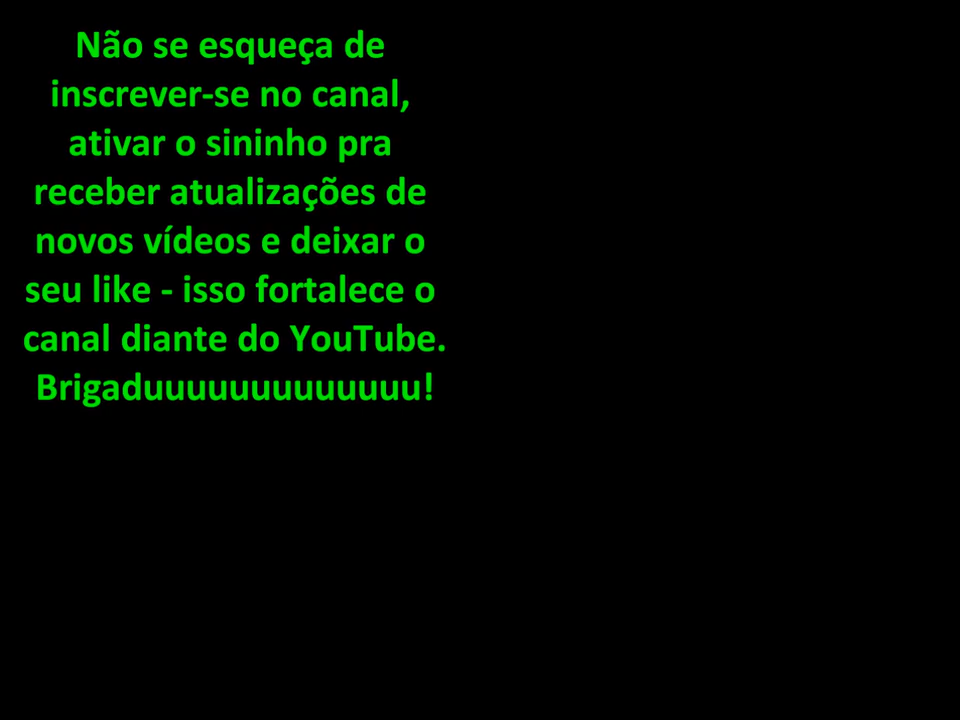 Não se esqueça de
inscrever-se no canal,
ativar o sininho pra
receber atualizações de
novos vídeos e deixar o
seu like - isso fortalece o
canal diante do YouTube.
Brigaduuuuuuuuuuuuu!